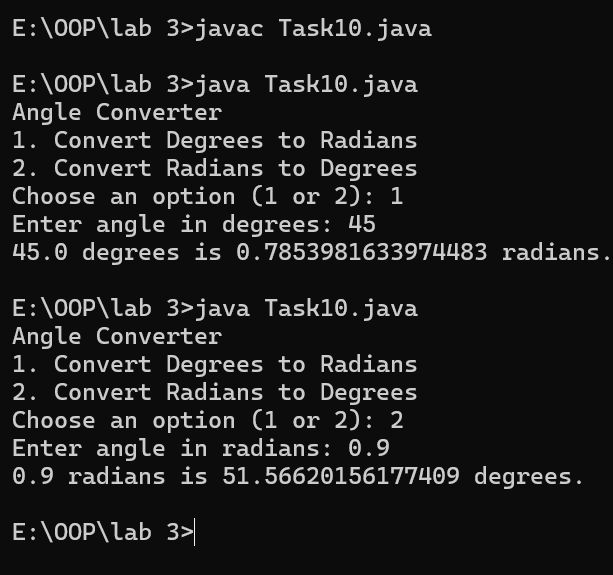 E:\OOP\lab 3>javac Task10.java
E:\OOP\lab 3>java Task10.java
Angle Converter
1. Convert Degrees to Radians
2. Convert Radians to Degrees
Choose an option (1 or 2): 1
Enter angle in degrees: 45
45.0 degrees is 0.7853981633974483 radians.
E:\OOP\lab 3>java Task10.java
Angle Converter
1. Convert Degrees to Radians
2. Convert Radians to Degrees
Choose an option (1 or 2): 2
Enter angle in radians: 0.9
0.9 radians is 51.56620156177409 degrees.
E:\OOP\lab 3>